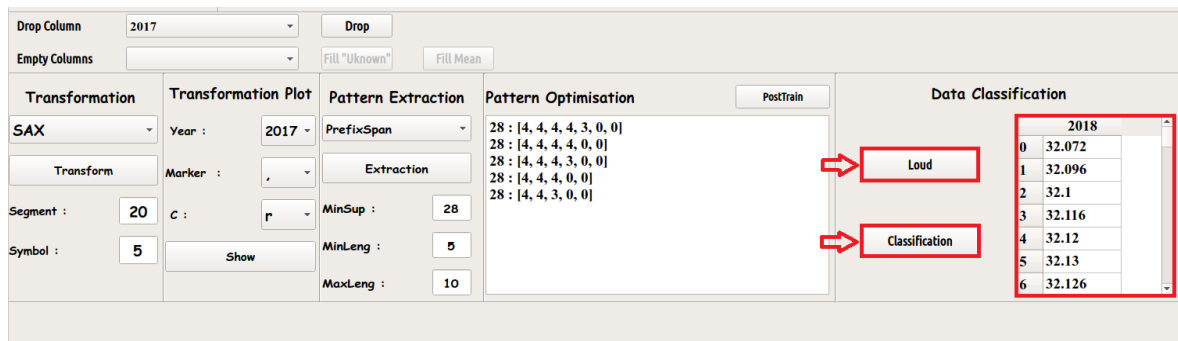 Drop Column 2017 Drop
Empty Columns Fill "Uknown" Fill Mean
Transformation
SAX
Transform
Segment : 20
Symbol : 5
Transformation Plot
Year : 2017
Marker : ,
C : r
Show
Pattern Extraction
PrefixSpan
Extraction
MinSup : 28
MinLeng : 5
MaxLeng : 10
Pattern Optimisation PostTrain
28 : [4, 4, 4, 4, 3, 0, 0]
28 : [4, 4, 4, 4, 0, 0]
28 : [4, 4, 4, 3, 0, 0]
28 : [4, 4, 4, 0, 0]
28 : [4, 4, 3, 0, 0]
Data Classification
Loud
Classification
2018
0 32.072
1 32.096
2 32.1
3 32.116
4 32.12
5 32.13
6 32.126